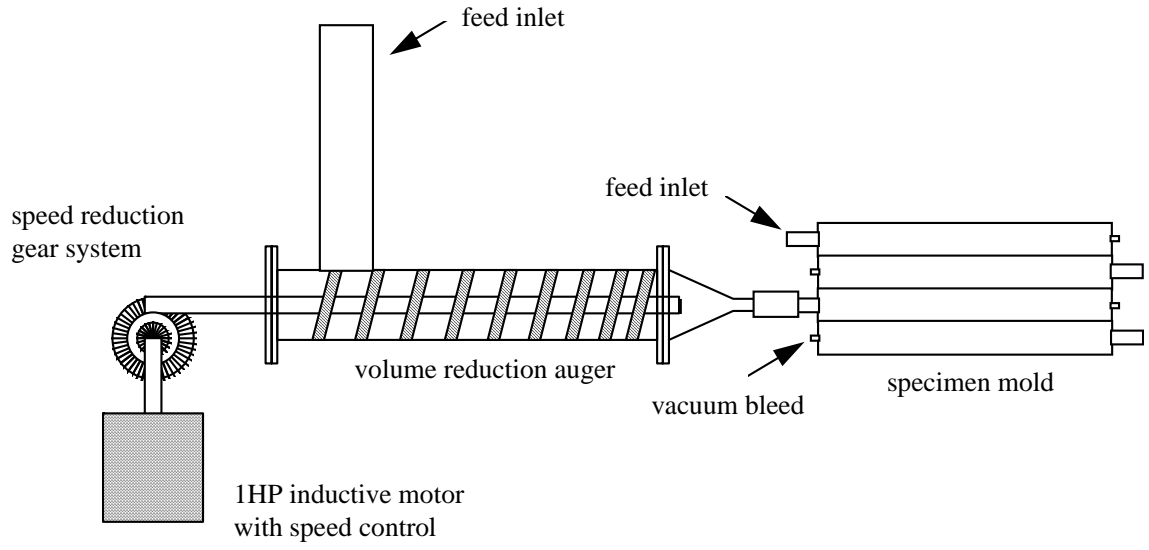 feed inlet
feed inlet
speed reduction
gear system
volume reduction auger
specimen mold
vacuum bleed
1HP inductive motor
with speed control